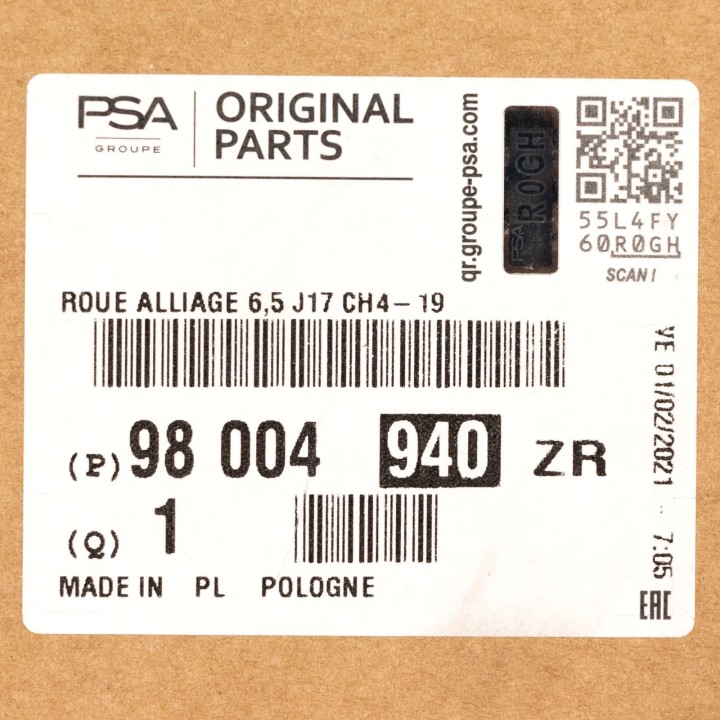 PSA
GROUPE
ORIGINAL
PARTS
qr.groupe-psa.com
PSA R0GH
55L4FY
60R0GH
SCAN !
ROUE ALLIAGE 6,5 J17 CH4- 19
(P) 98 004 940 ZR
(Q) 1
MADE IN PL POLOGNE
VE 01/02/2021 - 7:05
EAC